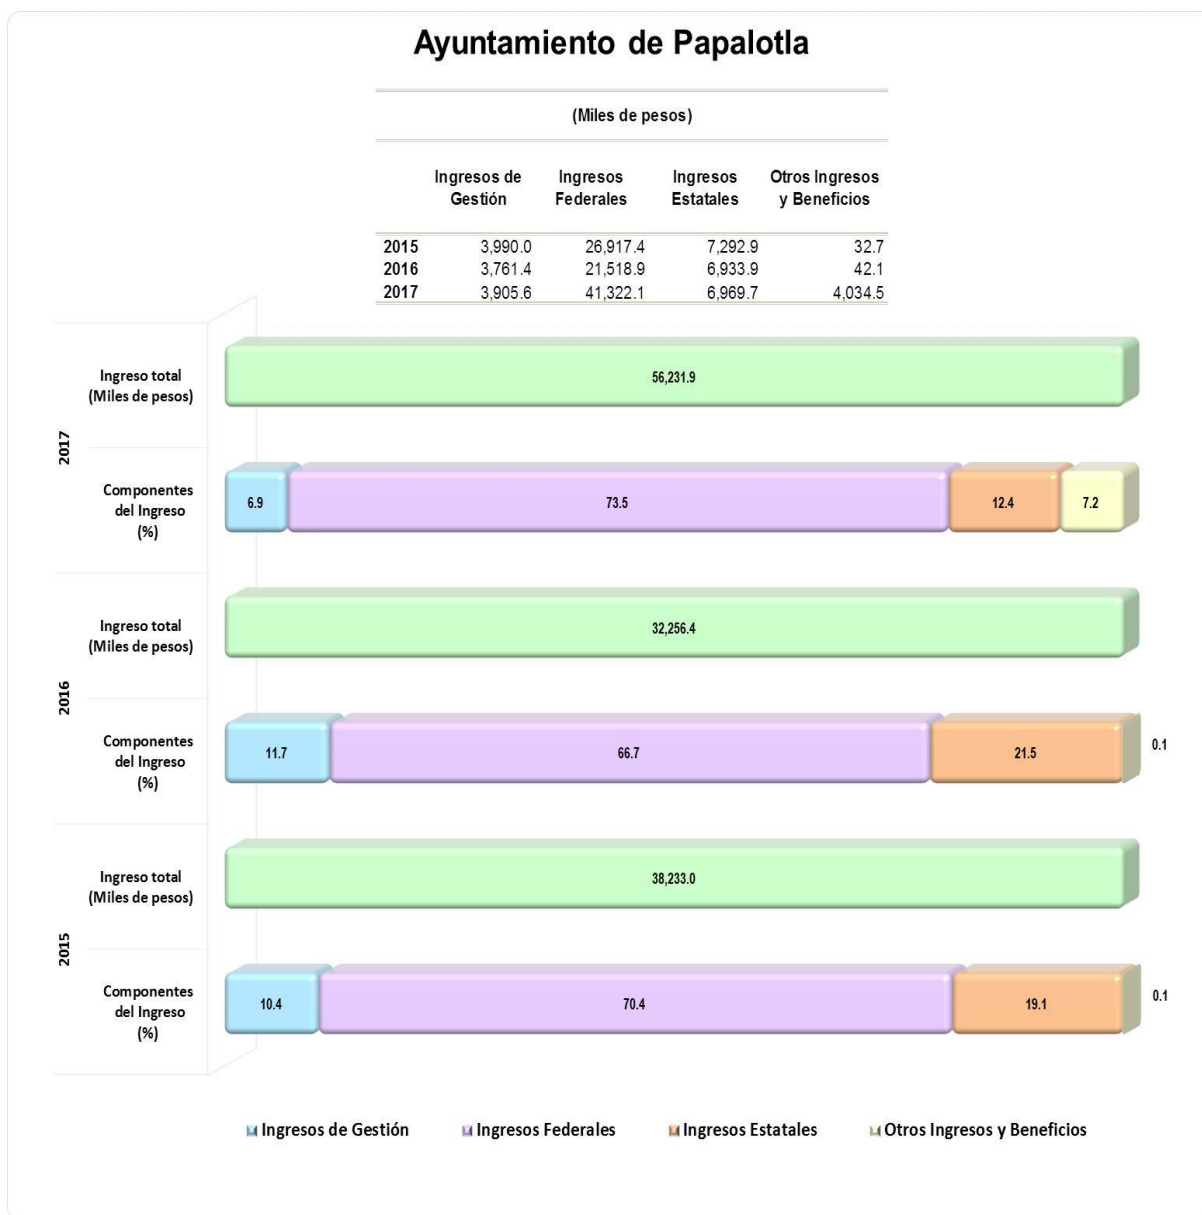 Ayuntamiento de Papalotla
(Miles de pesos)
Ingresos de Gestión Ingresos Federales Ingresos Estatales Otros Ingresos y Beneficios
2015 3,990.0 26,917.4 7,292.9 32.7
2016 3,761.4 21,518.9 6,933.9 42.1
2017 3,905.6 41,322.1 6,969.7 4,034.5
2017
Ingreso total
(Miles de pesos)
56,231.9
Componentes
del Ingreso
(%)
6.9 73.5 12.4 7.2
2016
Ingreso total
(Miles de pesos)
32,256.4
Componentes
del Ingreso
(%)
11.7 66.7 21.5 0.1
2015
Ingreso total
(Miles de pesos)
38,233.0
Componentes
del Ingreso
(%)
10.4 70.4 19.1 0.1
Ingresos de Gestión Ingresos Federales Ingresos Estatales Otros Ingresos y Beneficios